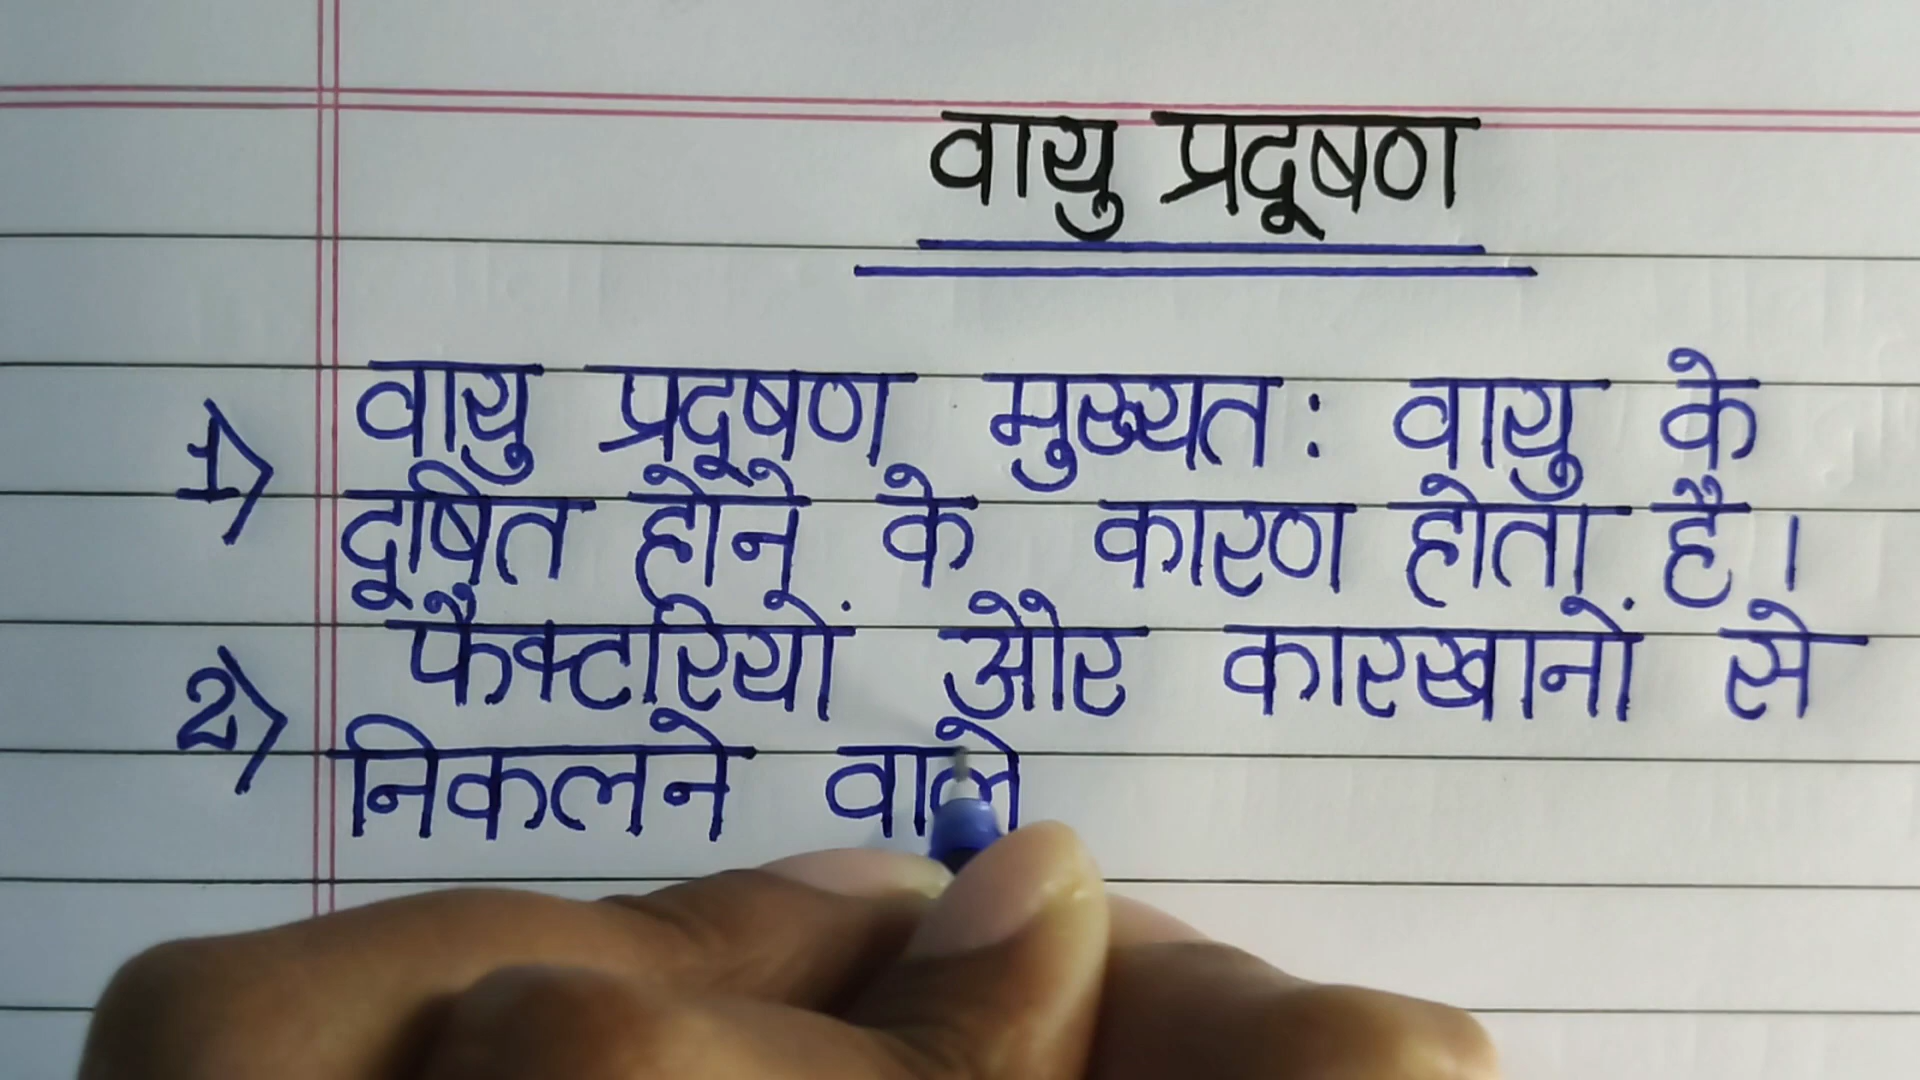 वायु प्रदूषण
1) वायु प्रदूषण मुख्यत: वायु के
दूषित होने के कारण होता है।
2) फैक्टरियों और कारखानों से
निकलने वाले